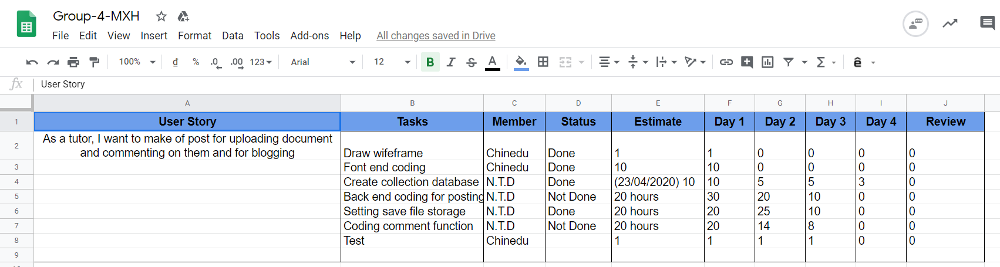 Group-4-MXH
File Edit View Insert Format Data Tools Add-ons Help All changes saved in Drive
100% đ % .0 .00 123 Arial 12 B I S A Σ ê
fx User Story
A B C D E F G H I J
1 User Story Tasks Member Status Estimate Day 1 Day 2 Day 3 Day 4 Review
As a tutor, I want to make of post for uploading document
2 and commenting on them and for blogging Draw wifeframe Chinedu Done 1 1 0 0 0 0
3 Font end coding Chinedu Done 10 10 0 0 0 0
4 Create collection database N.T.D Done (23/04/2020) 10 10 5 5 3 0
5 Back end coding for posting N.T.D Not Done 20 hours 30 20 10 0 0
6 Setting save file storage N.T.D Done 20 hours 20 25 10 0 0
7 Coding comment function N.T.D Not Done 20 hours 20 14 8 0 0
8 Test Chinedu 1 1 1 1 0 0
9